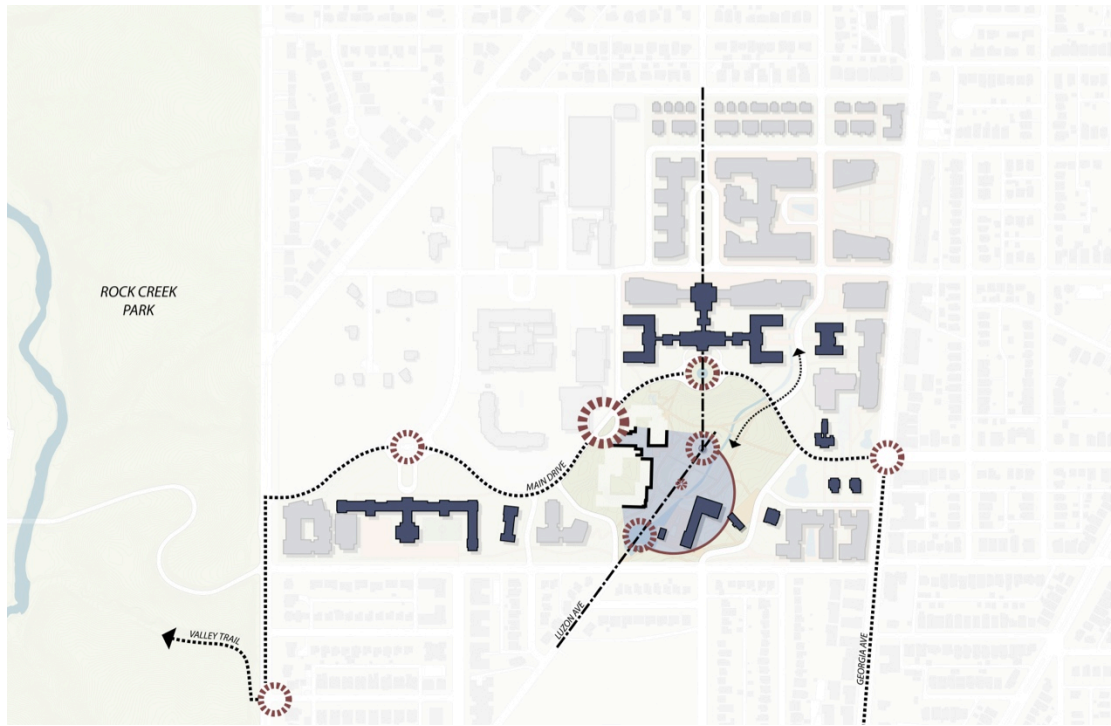 ROCK CREEK
PARK
MAIN DRIVE
LUZON AVE
VALLEY TRAIL
GEORGIA AVE